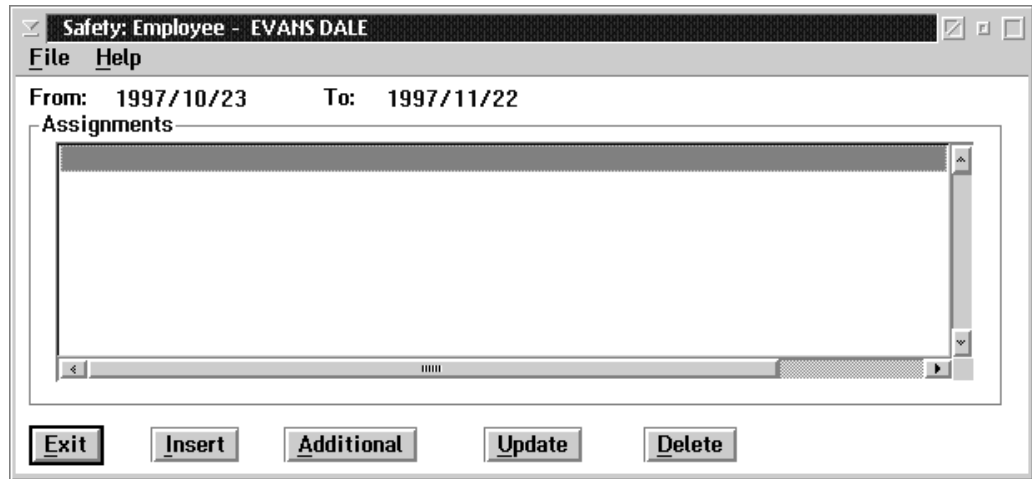 Safety: Employee - EVANS DALE
File Help
From: 1997/10/23 To: 1997/11/22
Assignments
Exit Insert Additional Update Delete